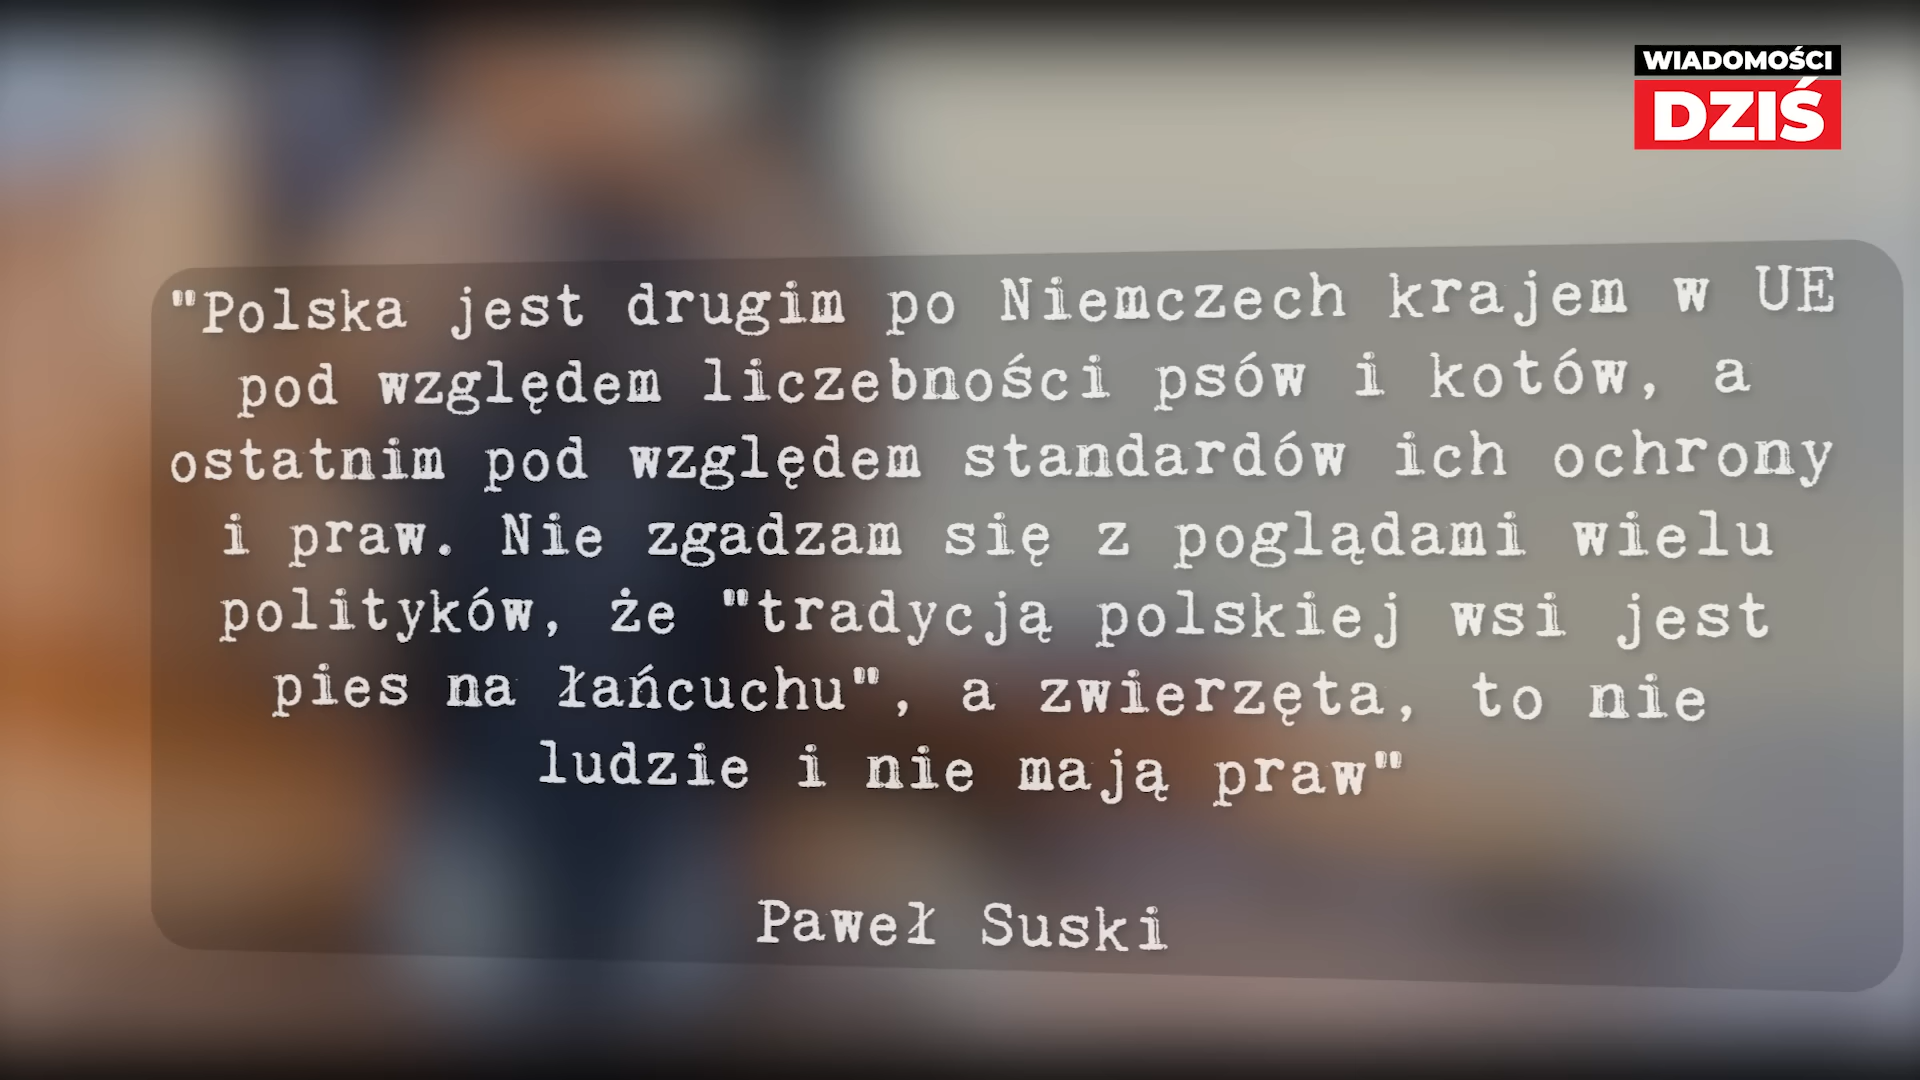 WIADOMOŚCI
DZIŚ
"Polska jest drugim po Niemczech krajem w UE
pod względem liczebności psów i kotów, a
ostatnim pod względem standardów ich ochrony
i praw. Nie zgadzam się z poglądami wielu
polityków, że "tradycją polskiej wsi jest
pies na łańcuchu", a zwierzęta, to nie
ludzie i nie mają praw"
Paweł Suski